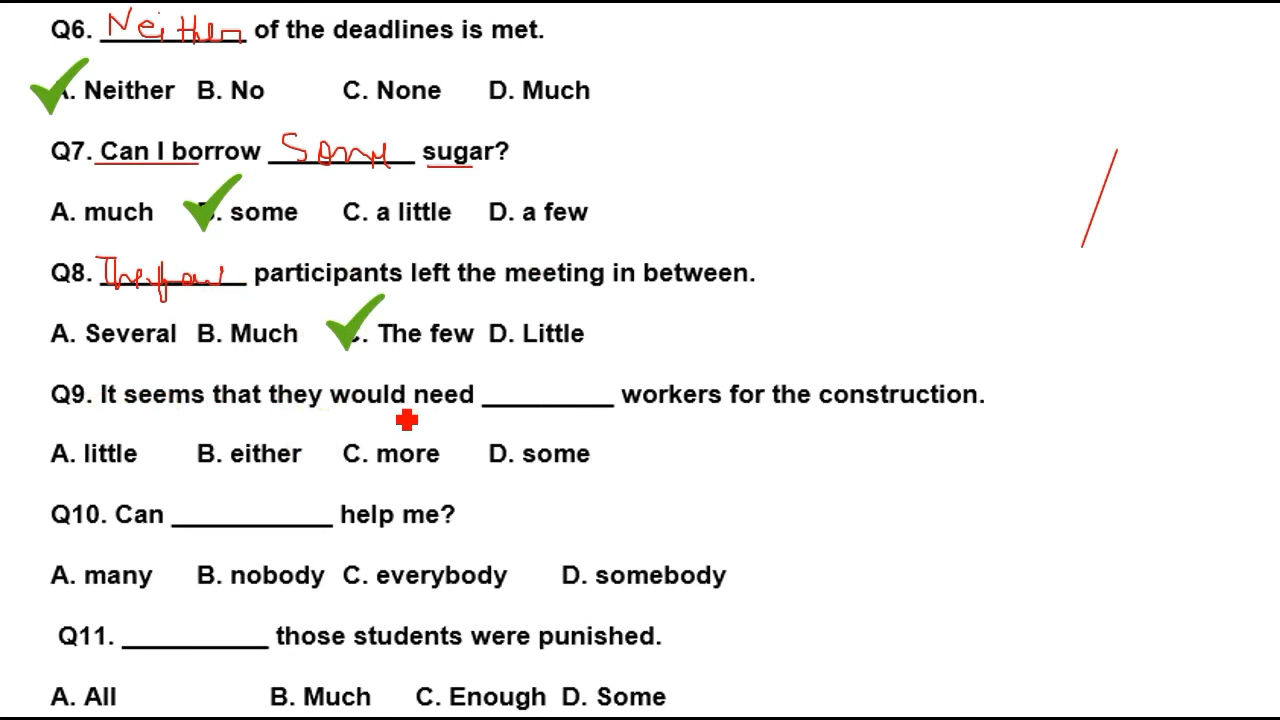 Q6. Neither of the deadlines is met.
A. Neither B. No C. None D. Much
Q7. Can I borrow Some sugar?
A. much B. some C. a little D. a few
Q8. The few participants left the meeting in between.
A. Several B. Much C. The few D. Little
Q9. It seems that they would need _________ workers for the construction.
A. little B. either C. more D. some
Q10. Can ___________ help me?
A. many B. nobody C. everybody D. somebody
Q11. __________ those students were punished.
A. All B. Much C. Enough D. Some